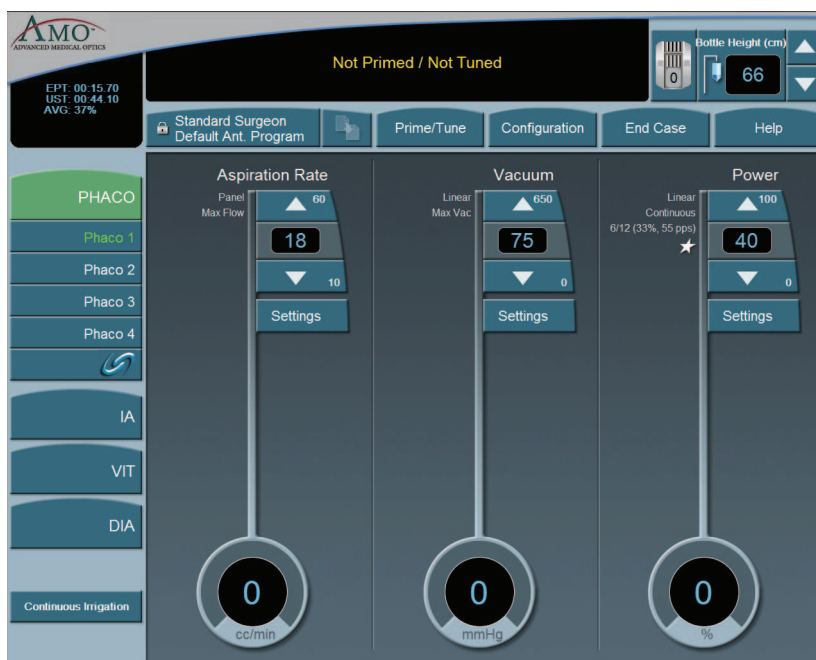 AMO
ADVANCED MEDICAL OPTICS
EPT: 00:15.70
UST: 00:44.10
AVG: 37%
Not Primed / Not Tuned
0
Bottle Height (cm)
66
Standard Surgeon
Default Ant. Program
Prime/Tune
Configuration
End Case
Help
PHACO
Phaco 1
Phaco 2
Phaco 3
Phaco 4
IA
VIT
DIA
Continuous Irrigation
Aspiration Rate
Panel
Max Flow
60
18
10
Settings
0
cc/min
Vacuum
Linear
Max Vac
650
75
0
Settings
0
mmHg
Power
Linear
Continuous
6/12 (33%, 55 pps)
100
40
0
Settings
0
%